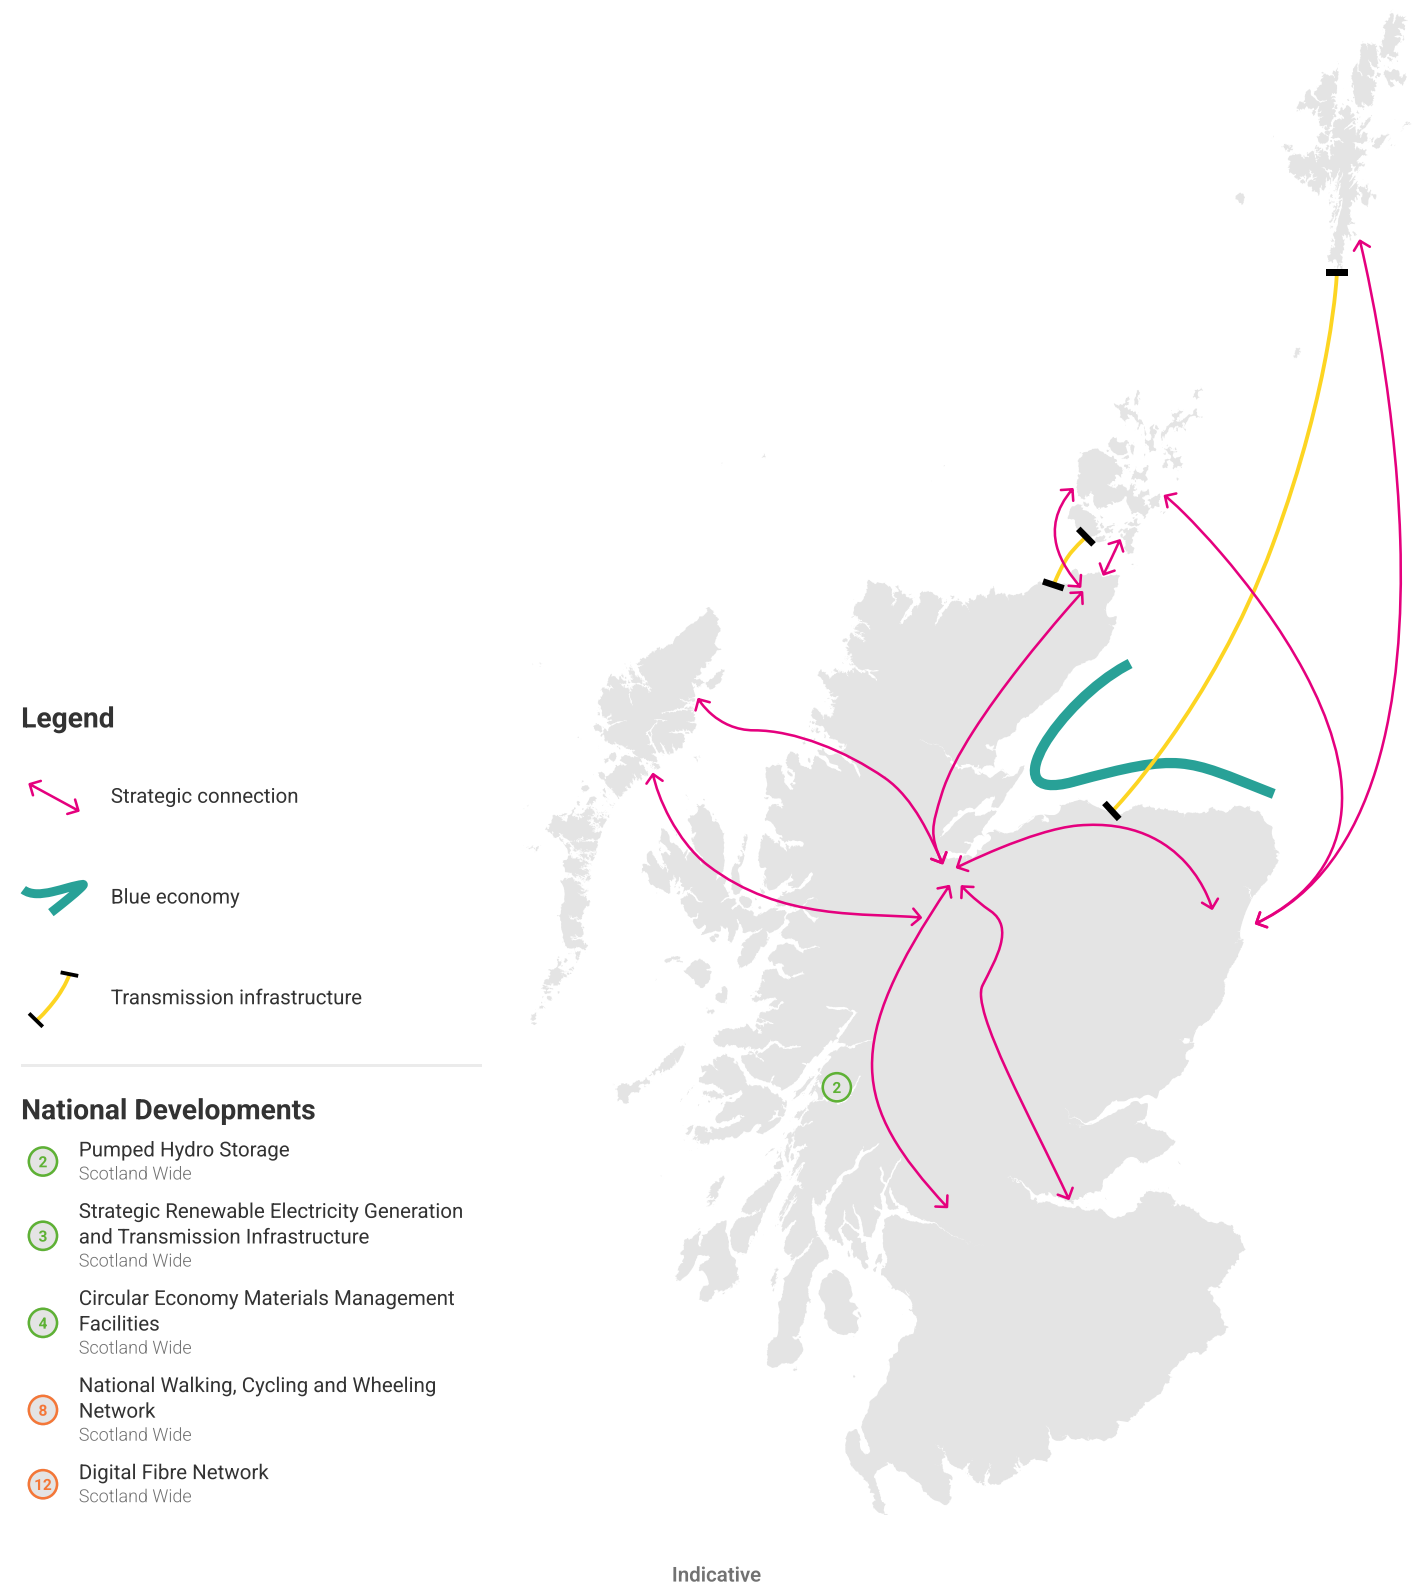 Legend
Strategic connection
Blue economy
Transmission infrastructure
National Developments
2 Pumped Hydro Storage
Scotland Wide
3 Strategic Renewable Electricity Generation
and Transmission Infrastructure
Scotland Wide
4 Circular Economy Materials Management
Facilities
Scotland Wide
8 National Walking, Cycling and Wheeling
Network
Scotland Wide
12 Digital Fibre Network
Scotland Wide
2
Indicative